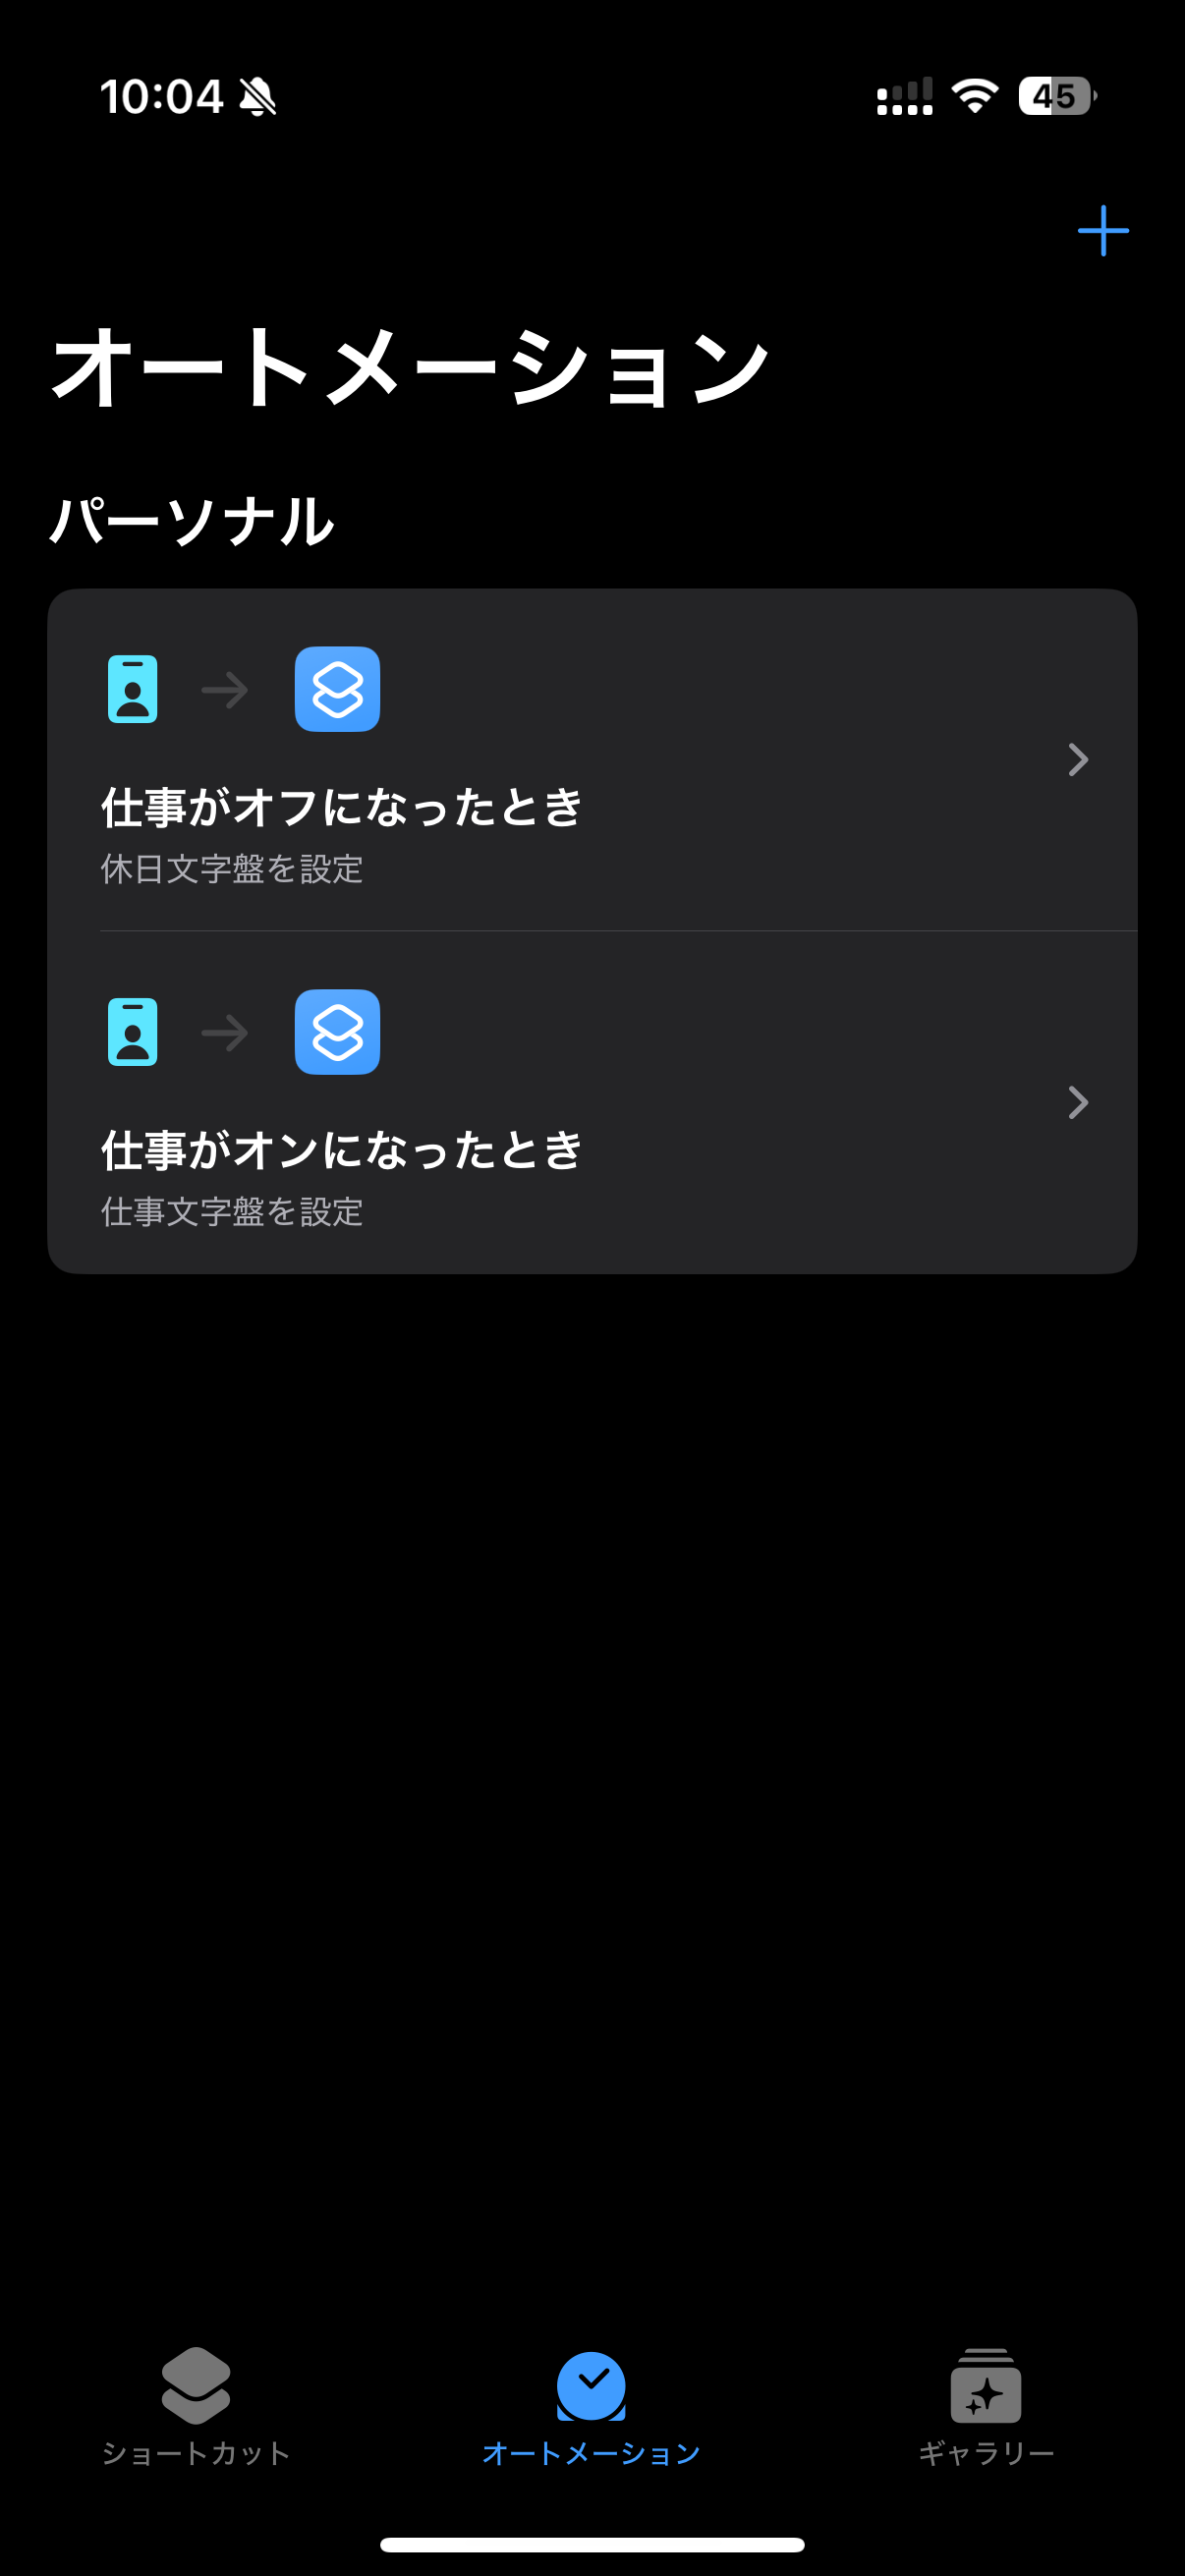 10:04
45
オートメーション
パーソナル
仕事がオフになったとき
休日文字盤を設定
仕事がオンになったとき
仕事文字盤を設定
ショートカット
オートメーション
ギャラリー